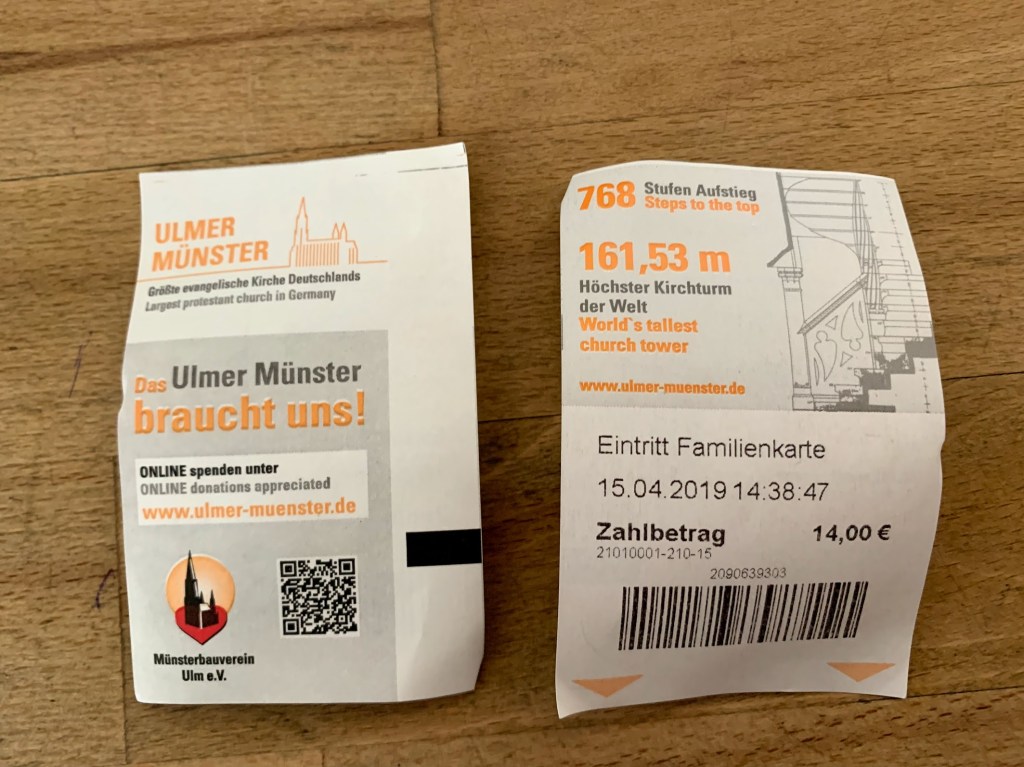 ULMER
MÜNSTER
Größte evangelische Kirche Deutschlands
Largest protestant church in Germany
Das Ulmer Münster
braucht uns!
ONLINE spenden unter
ONLINE donations appreciated
www.ulmer-muenster.de
Münsterbauverein
Ulm e.V.
768 Stufen Aufstieg
Steps to the top
161,53 m
Höchster Kirchturm
der Welt
World`s tallest
church tower
www.ulmer-muenster.de
Eintritt Familienkarte
15.04.2019 14:38:47
Zahlbetrag 14,00 €
21010001-210-15
2090639303